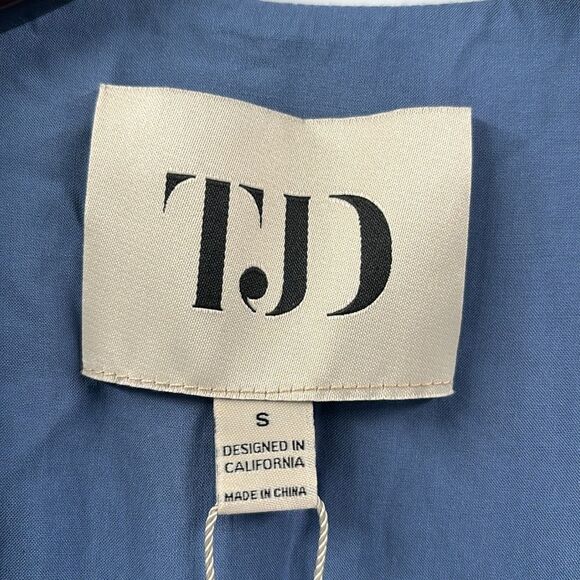 TJD
S
DESIGNED IN
CALIFORNIA
MADE IN CHINA